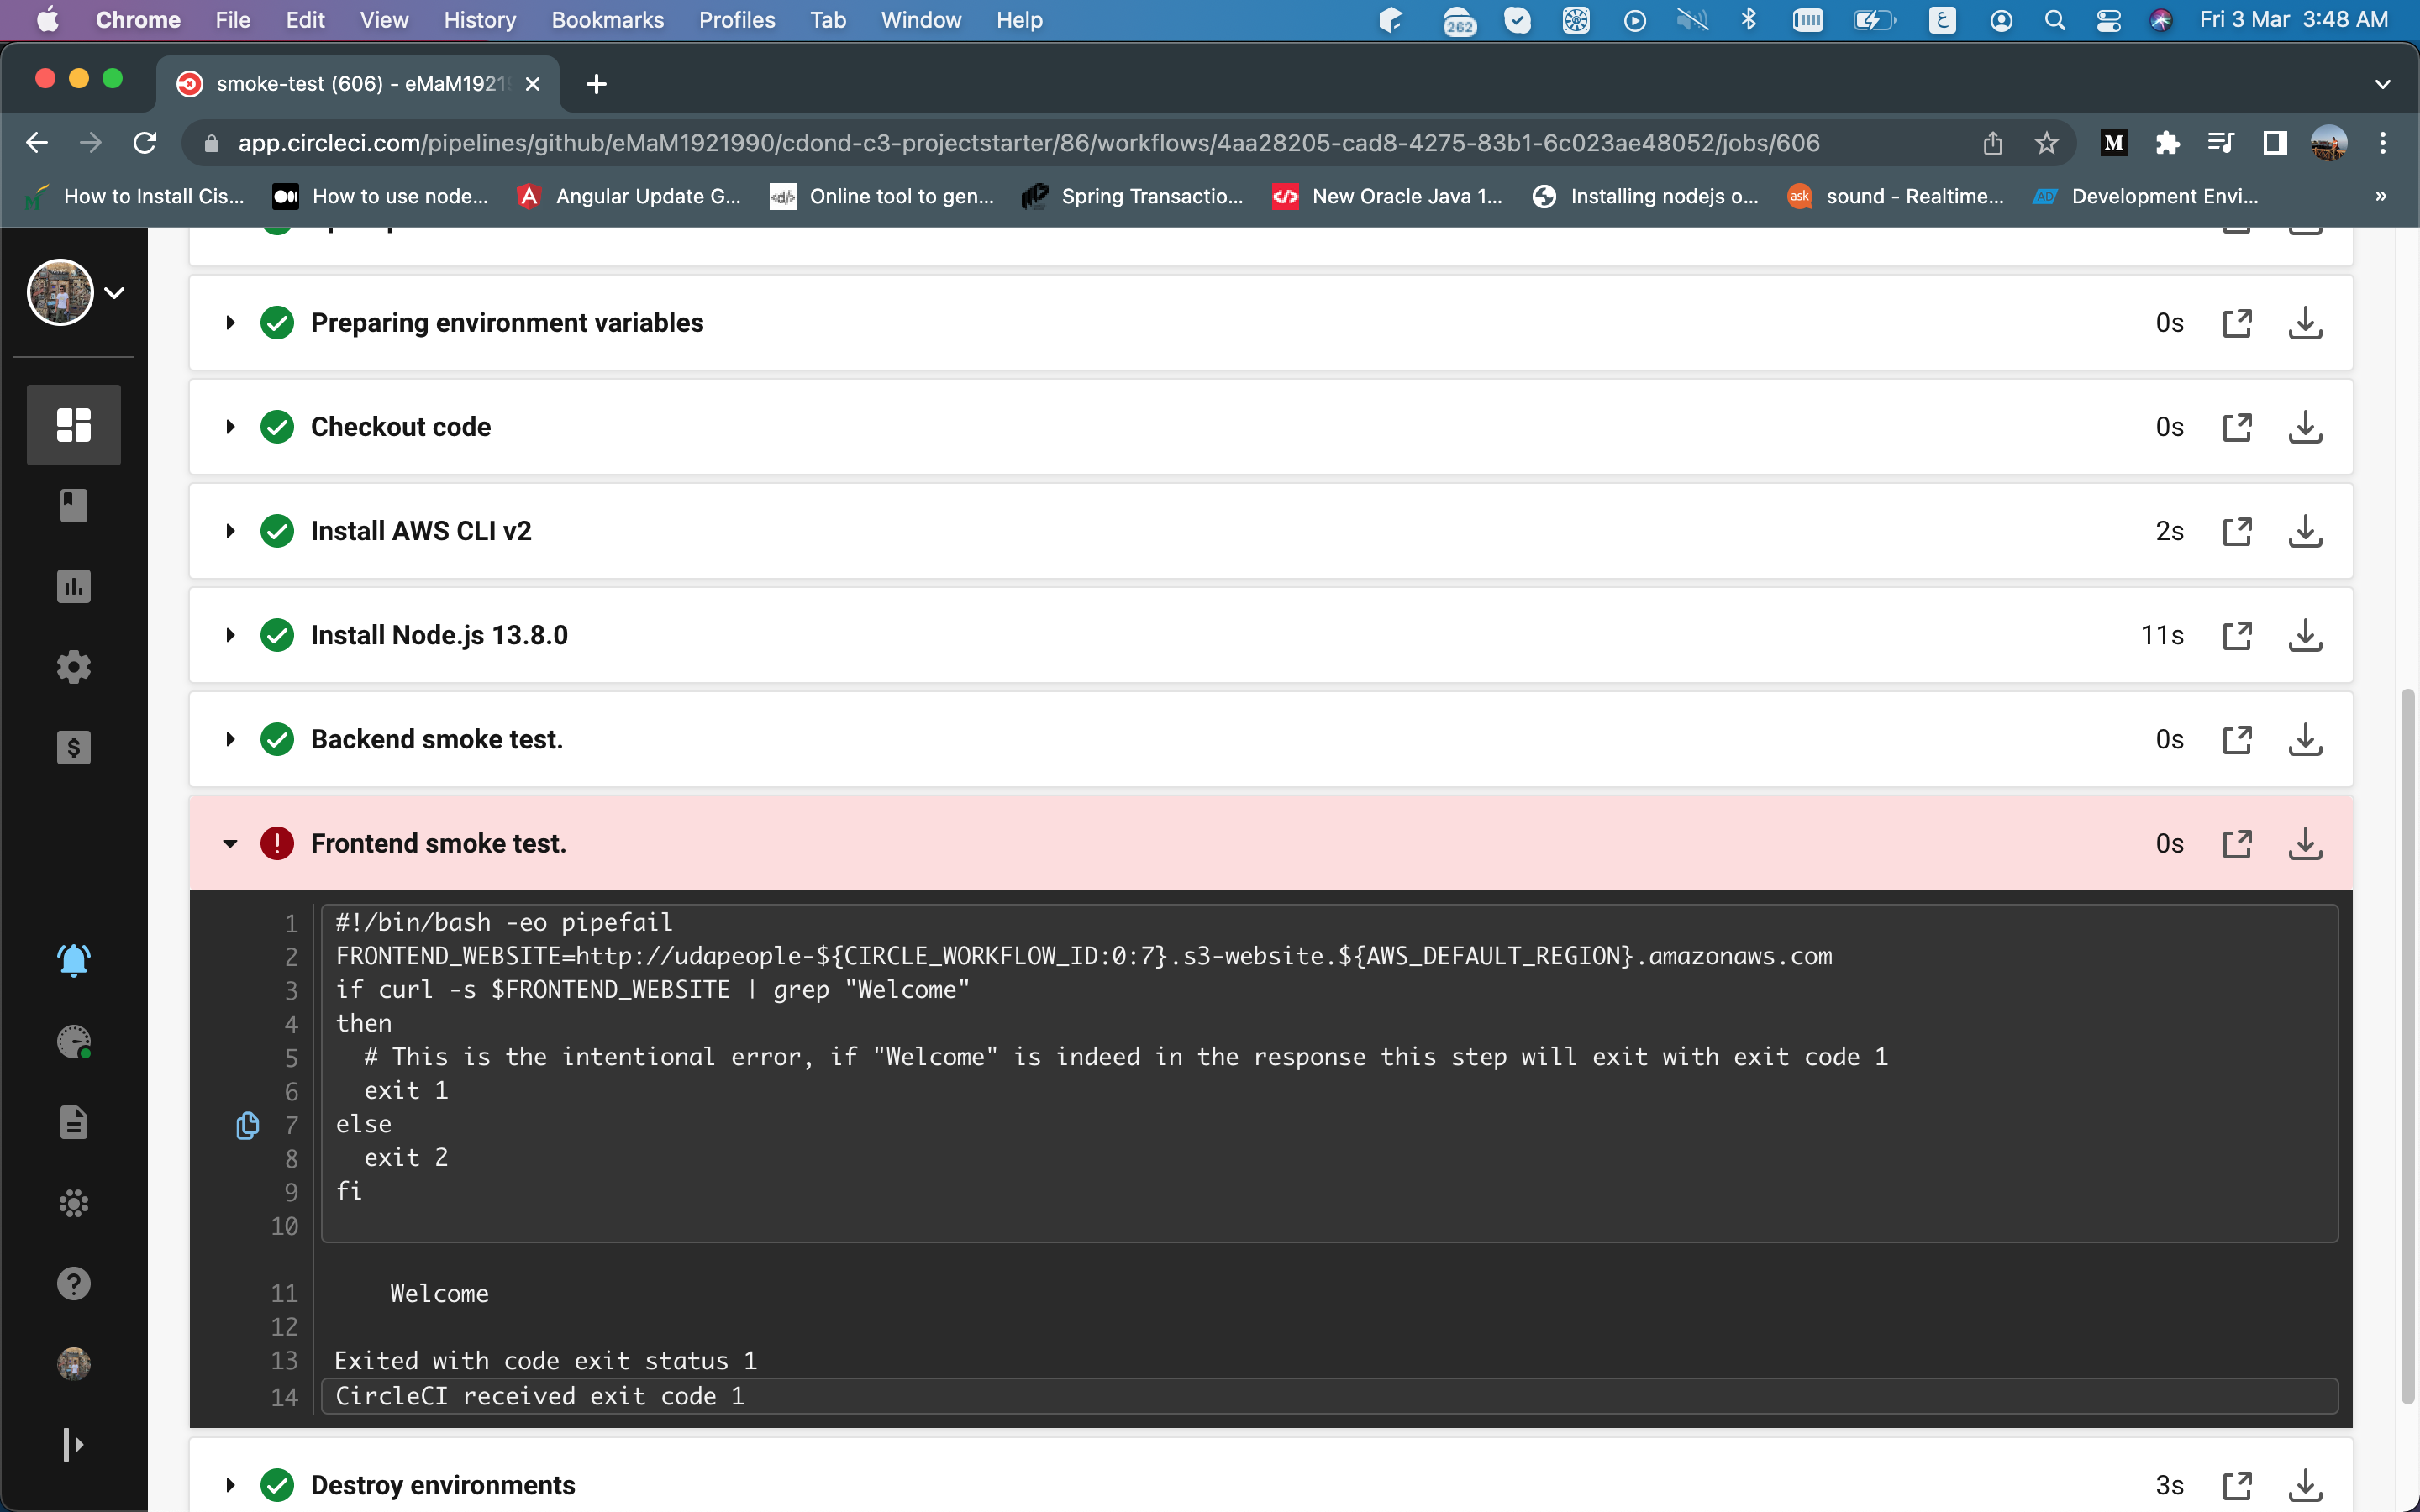 Chrome File Edit View History Bookmarks Profiles Tab Window Help 262 ع Fri 3 Mar 3:48 AM
smoke-test (606) - eMaM1921
app.circleci.com/pipelines/github/eMaM1921990/cdond-c3-projectstarter/86/workflows/4aa28205-cad8-4275-83b1-6c023ae48052/jobs/606 M
How to Install Cis... How to use node... A Angular Update G... <d/> Online tool to gen... Spring Transactio... </> New Oracle Java 1... Installing nodejs o... ask sound - Realtime... AD Development Envi... »
Preparing environment variables 0s
Checkout code 0s
Install AWS CLI v2 2s
Install Node.js 13.8.0 11s
Backend smoke test. 0s
Frontend smoke test. 0s
1 #!/bin/bash -eo pipefail
2 FRONTEND_WEBSITE=http://udapeople-${CIRCLE_WORKFLOW_ID:0:7}.s3-website.${AWS_DEFAULT_REGION}.amazonaws.com
3 if curl -s $FRONTEND_WEBSITE | grep "Welcome"
4 then
5 # This is the intentional error, if "Welcome" is indeed in the response this step will exit with exit code 1
6 exit 1
7 else
8 exit 2
9 fi
10
11 Welcome
12
13 Exited with code exit status 1
14 CircleCI received exit code 1
Destroy environments 3s